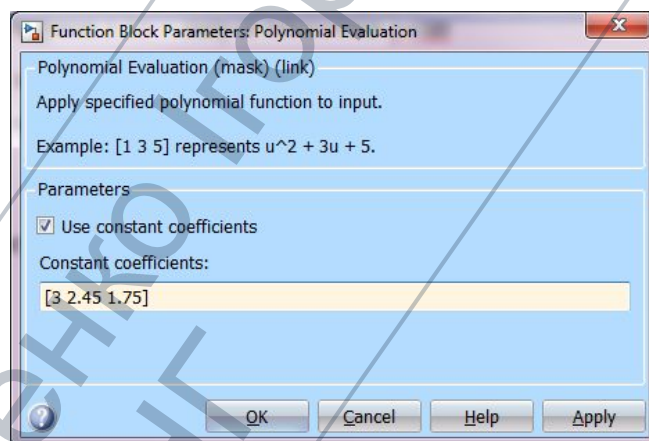 Function Block Parameters: Polynomial Evaluation
Polynomial Evaluation (mask) (link)
Apply specified polynomial function to input.
Example: [1 3 5] represents u^2 + 3u + 5.
Parameters
Use constant coefficients
Constant coefficients:
[3 2.45 1.75]
OK Cancel Help Apply